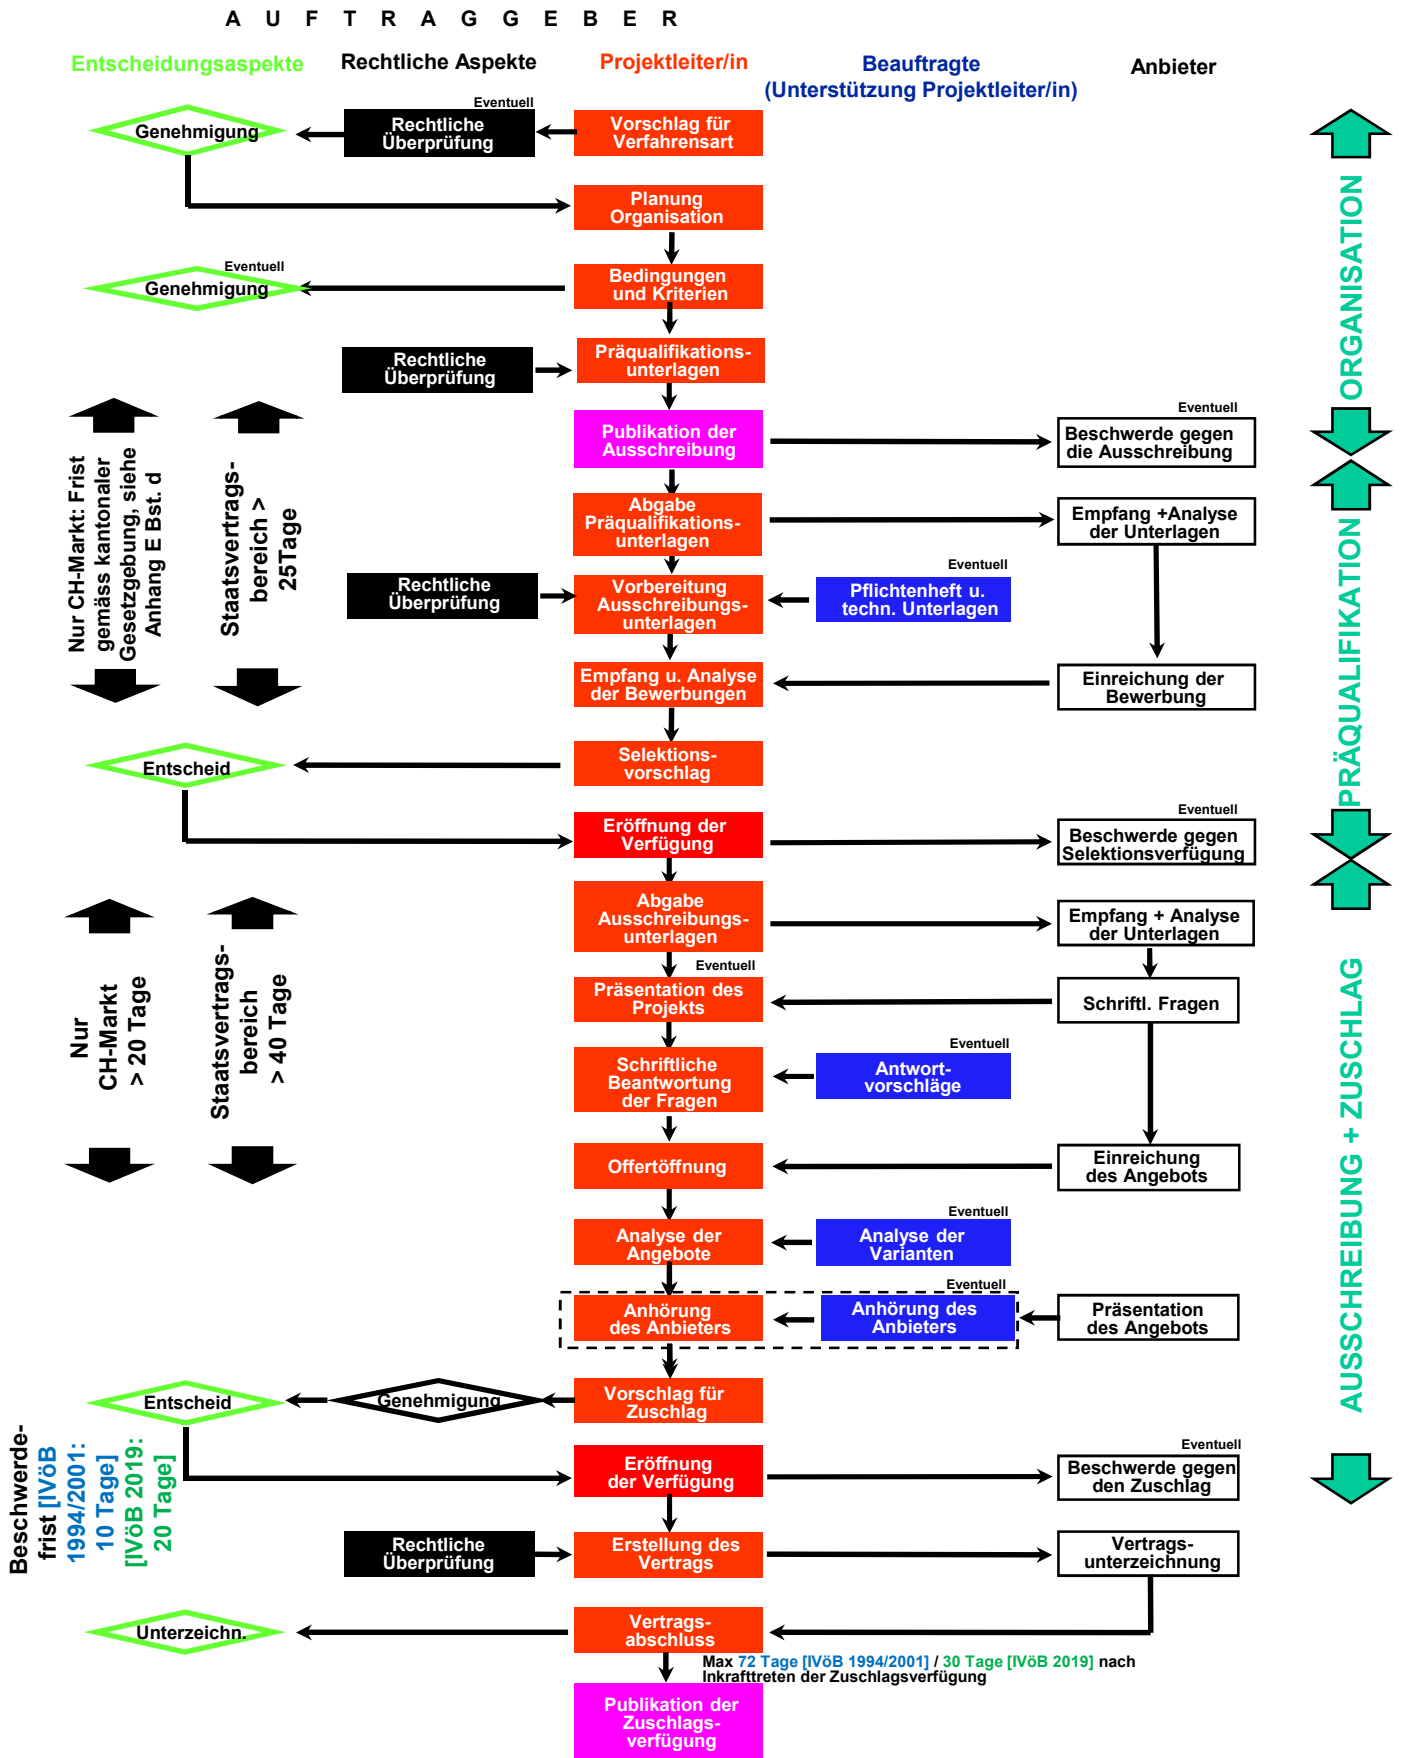 A U F T R A G G E B E R
Entscheidungsaspekte
Rechtliche Aspekte
Projektleiter/in
Beauftragte
(Unterstützung Projektleiter/in)
Anbieter
Genehmigung
Eventuell
Rechtliche
Überprüfung
Vorschlag für
Verfahrensart
Planung
Organisation
Eventuell
Genehmigung
Bedingungen
und Kriterien
Rechtliche
Überprüfung
Präqualifikations-
unterlagen
ORGANISATION
Publikation der
Ausschreibung
Eventuell
Beschwerde gegen
die Ausschreibung
Nur CH-Markt: Frist
gemäss kantonaler
Gesetzgebung, siehe
Anhang E Bst. d
Staatsvertrags-
bereich >
25Tage
Abgabe
Präqualifikations-
unterlagen
Empfang +Analyse
der Unterlagen
Rechtliche
Überprüfung
Vorbereitung
Ausschreibungs-
unterlagen
Eventuell
Pflichtenheft u.
techn. Unterlagen
Empfang u. Analyse
der Bewerbungen
Einreichung der
Bewerbung
PRÄQUALIFIKATION
Entscheid
Selektions-
vorschlag
Eröffnung der
Verfügung
Eventuell
Beschwerde gegen
Selektionsverfügung
Abgabe
Ausschreibungs-
unterlagen
Empfang + Analyse
der Unterlagen
Nur
CH-Markt
> 20 Tage
Staatsvertrags-
bereich
> 40 Tage
Eventuell
Präsentation des
Projekts
Schriftl. Fragen
Schriftliche
Beantwortung
der Fragen
Eventuell
Antwort-
vorschläge
Offertöffnung
Einreichung
des Angebots
AUSSCHREIBUNG + ZUSCHLAG
Analyse der
Angebote
Eventuell
Analyse der
Varianten
Anhörung
des Anbieters
Eventuell
Anhörung des
Anbieters
Präsentation
des Angebots
Entscheid
Genehmigung
Vorschlag für
Zuschlag
Beschwerde-
frist [IVöB
1994/2001:
10 Tage]
[IVöB 2019:
20 Tage]
Eröffnung
der Verfügung
Eventuell
Beschwerde gegen
den Zuschlag
Rechtliche
Überprüfung
Erstellung des
Vertrags
Vertrags-
unterzeichnung
Unterzeichn.
Vertrags-
abschluss
Max 72 Tage [IVöB 1994/2001] / 30 Tage [IVöB 2019] nach
Inkrafttreten der Zuschlagsverfügung
Publikation der
Zuschlags-
verfügung